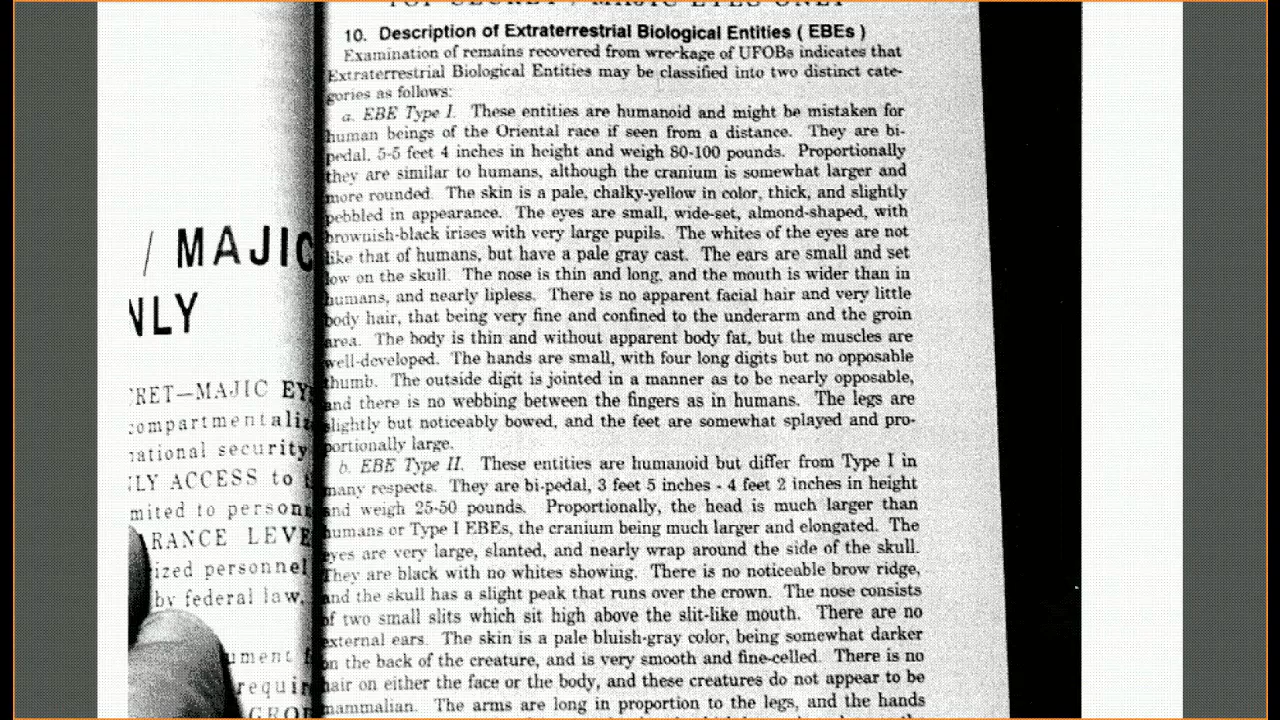 TOP SECRET / MAJIC EYES ONLY
10. Description of Extraterrestrial Biological Entities ( EBEs )
Examination of remains recovered from wreckage of UFOBs indicates that
Extraterrestrial Biological Entities may be classified into two distinct cate-
gories as follows:
a. EBE Type I. These entities are humanoid and might be mistaken for
human beings of the Oriental race if seen from a distance. They are bi-
pedal, 5-5 feet 4 inches in height and weigh 80-100 pounds. Proportionally
they are similar to humans, although the cranium is somewhat larger and
more rounded. The skin is a pale, chalky-yellow in color, thick, and slightly
pebbled in appearance. The eyes are small, wide-set, almond-shaped, with
brownish-black irises with very large pupils. The whites of the eyes are not
like that of humans, but have a pale gray cast. The ears are small and set
low on the skull. The nose is thin and long, and the mouth is wider than in
humans, and nearly lipless. There is no apparent facial hair and very little
body hair, that being very fine and confined to the underarm and the groin
area. The body is thin and without apparent body fat, but the muscles are
well-developed. The hands are small, with four long digits but no opposable
thumb. The outside digit is jointed in a manner as to be nearly opposable,
and there is no webbing between the fingers as in humans. The legs are
slightly but noticeably bowed, and the feet are somewhat splayed and pro-
portionally large.
b. EBE Type II. These entities are humanoid but differ from Type I in
many respects. They are bi-pedal, 3 feet 5 inches - 4 feet 2 inches in height
and weigh 25-50 pounds. Proportionally, the head is much larger than
humans or Type I EBEs, the cranium being much larger and elongated. The
eyes are very large, slanted, and nearly wrap around the side of the skull.
They are black with no whites showing. There is no noticeable brow ridge,
and the skull has a slight peak that runs over the crown. The nose consists
of two small slits which sit high above the slit-like mouth. There are no
external ears. The skin is a pale bluish-gray color, being somewhat darker
on the back of the creature, and is very smooth and fine-celled. There is no
hair on either the face or the body, and these creatures do not appear to be
mammalian. The arms are long in proportion to the legs, and the hands
/ MAJIC
NLY
RET—MAJIC EY
compartmentali
national security
LY ACCESS to
mited to personn
RANCE LEVE
ized personnel
by federal law.
ument
requir
GROU